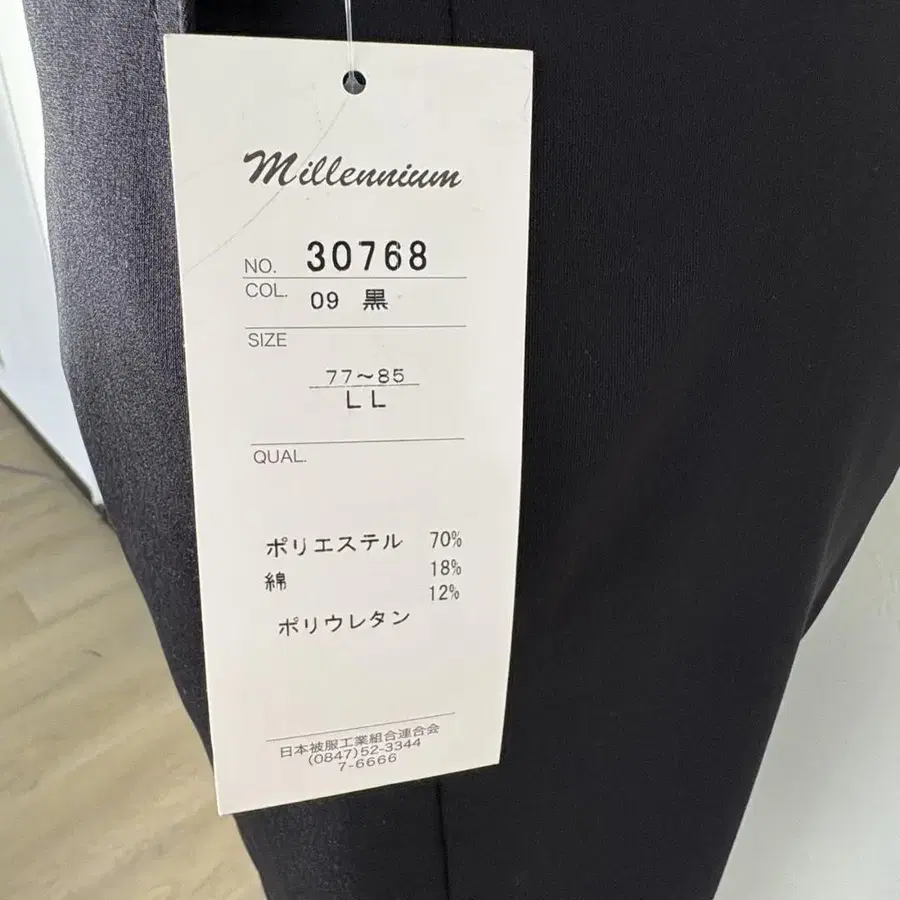 Millennium
NO. 30768
COL. 09 黒
SIZE
77～85
LL
QUAL.
ポリエステル 70%
綿 18%
12%
ポリウレタン
日本被服工業組合連合会
(0847)52-3344
7-6666